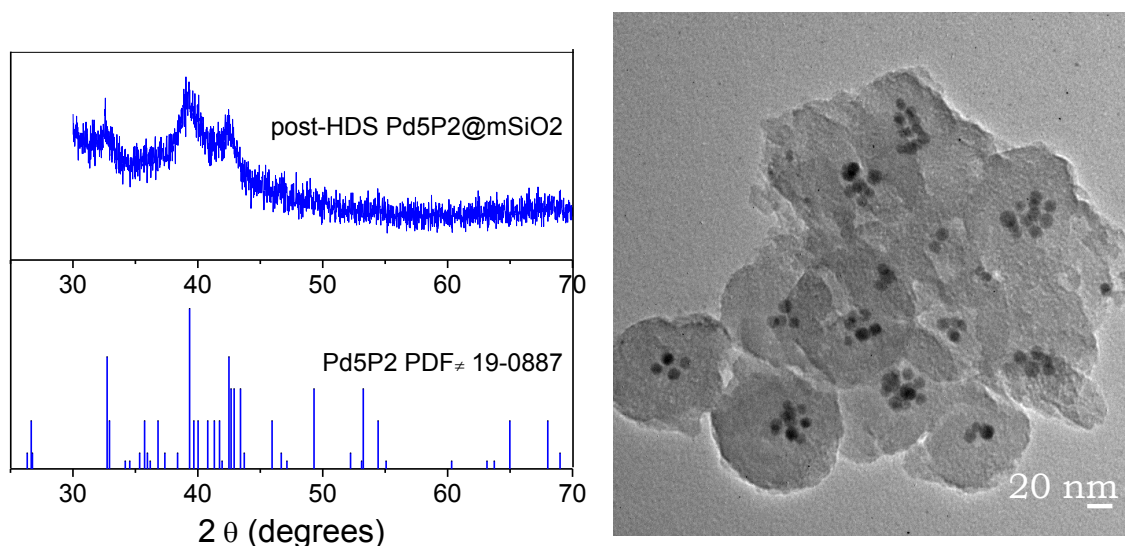 post-HDS Pd5P2@mSiO2
30 40 50 60 70
Pd5P2 PDF≠ 19-0887
30 40 50 60 70
2 θ (degrees)
20 nm